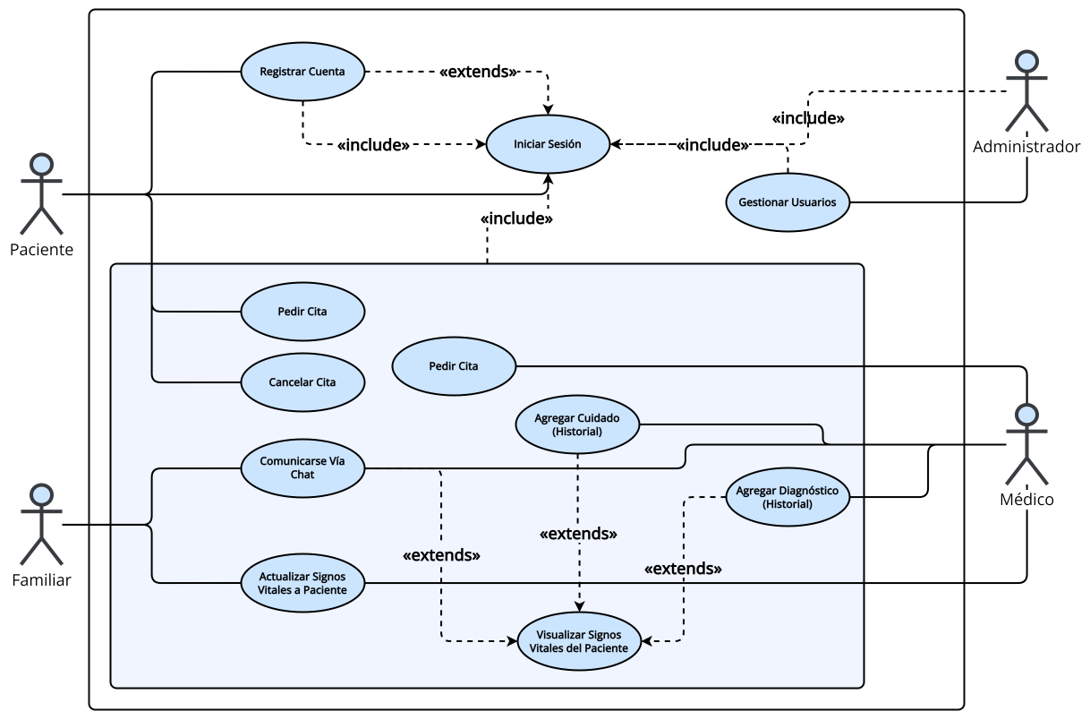 Registrar Cuenta
«extends»
«include»
Administrador
«include»
Iniciar Sesión
«include»
Gestionar Usuarios
«include»
Paciente
Pedir Cita
Pedir Cita
Cancelar Cita
Agregar Cuidado
(Historial)
Comunicarse Vía
Chat
Agregar Diagnóstico
(Historial)
Médico
«extends»
«extends»
«extends»
Familiar
Actualizar Signos
Vitales a Paciente
Visualizar Signos
Vitales del Paciente